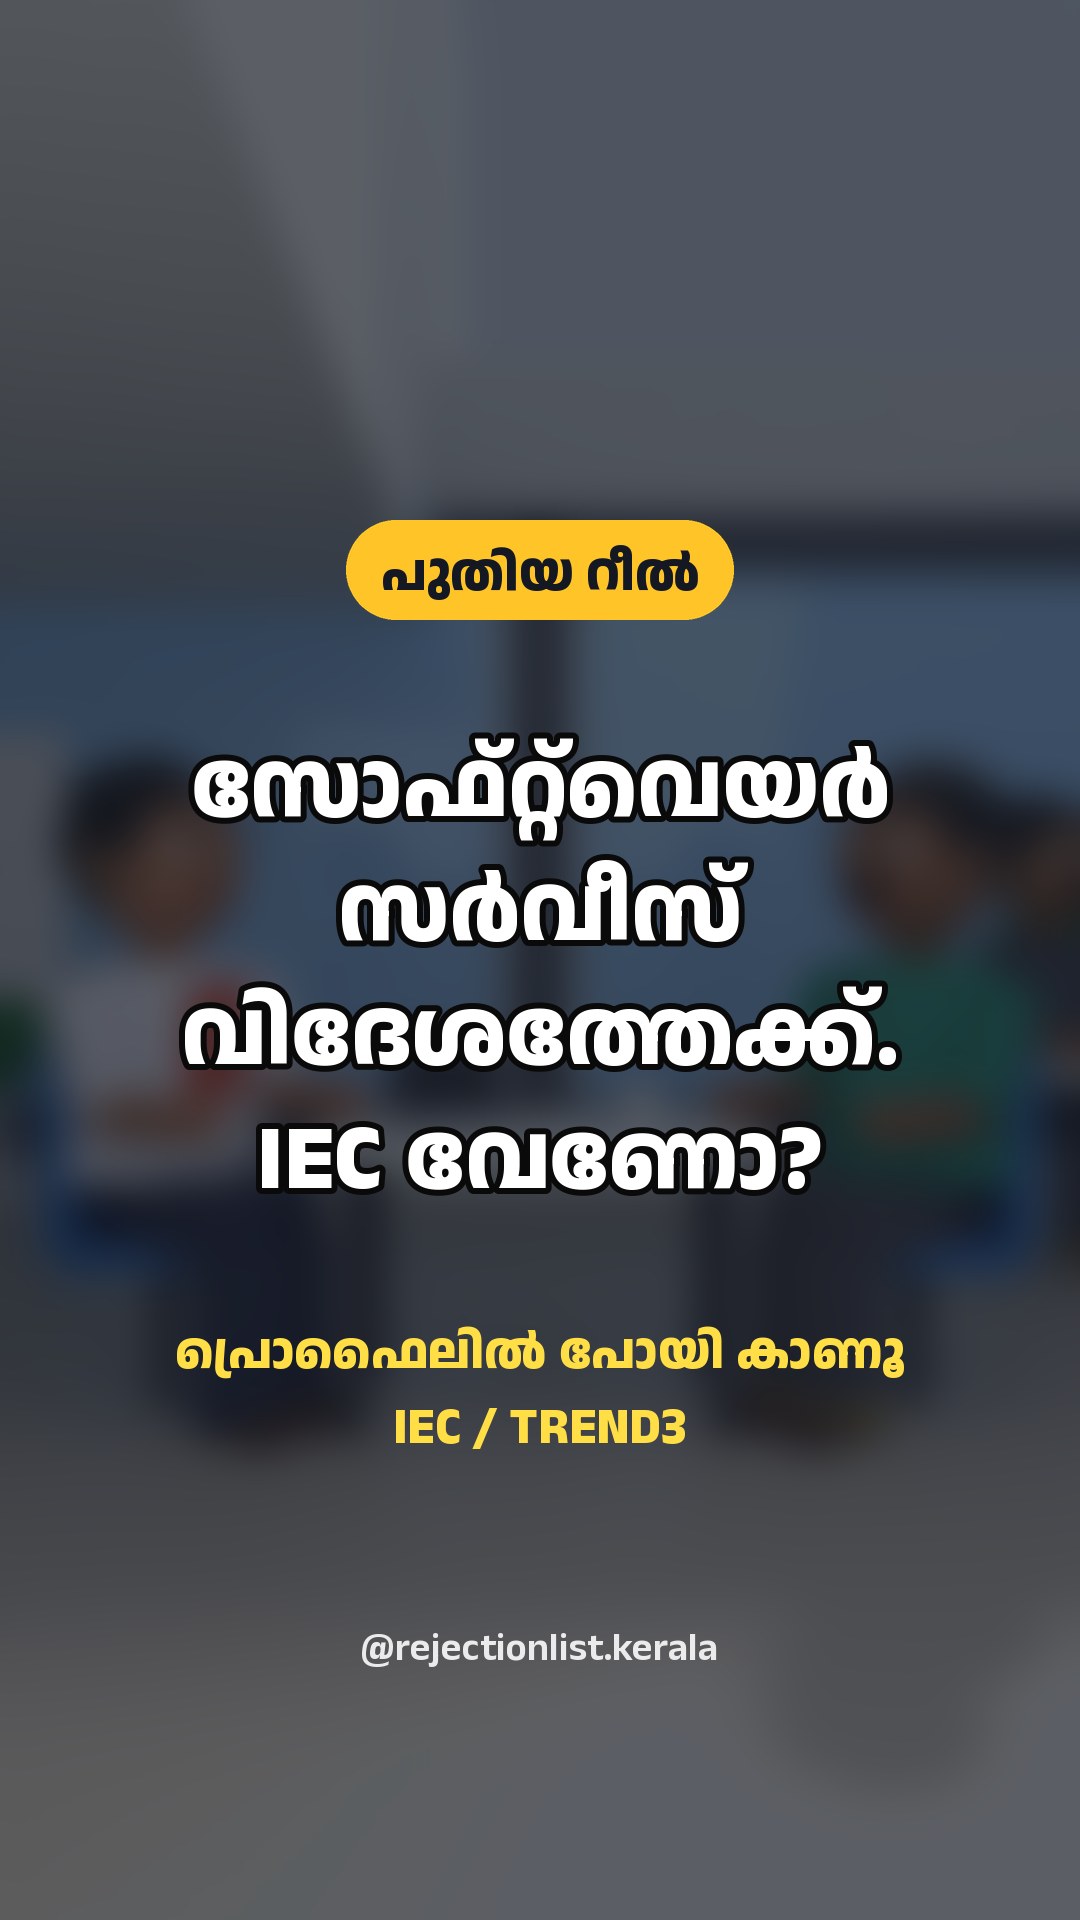 പുതിയ റീൽ
സോഫ്റ്റ്‌വെയർ
സർവീസ്
വിദേശത്തേക്ക്.
IEC വേണോ?
പ്രൊഫൈലിൽ പോയി കാണൂ
IEC / TREND3
@rejectionlist.kerala